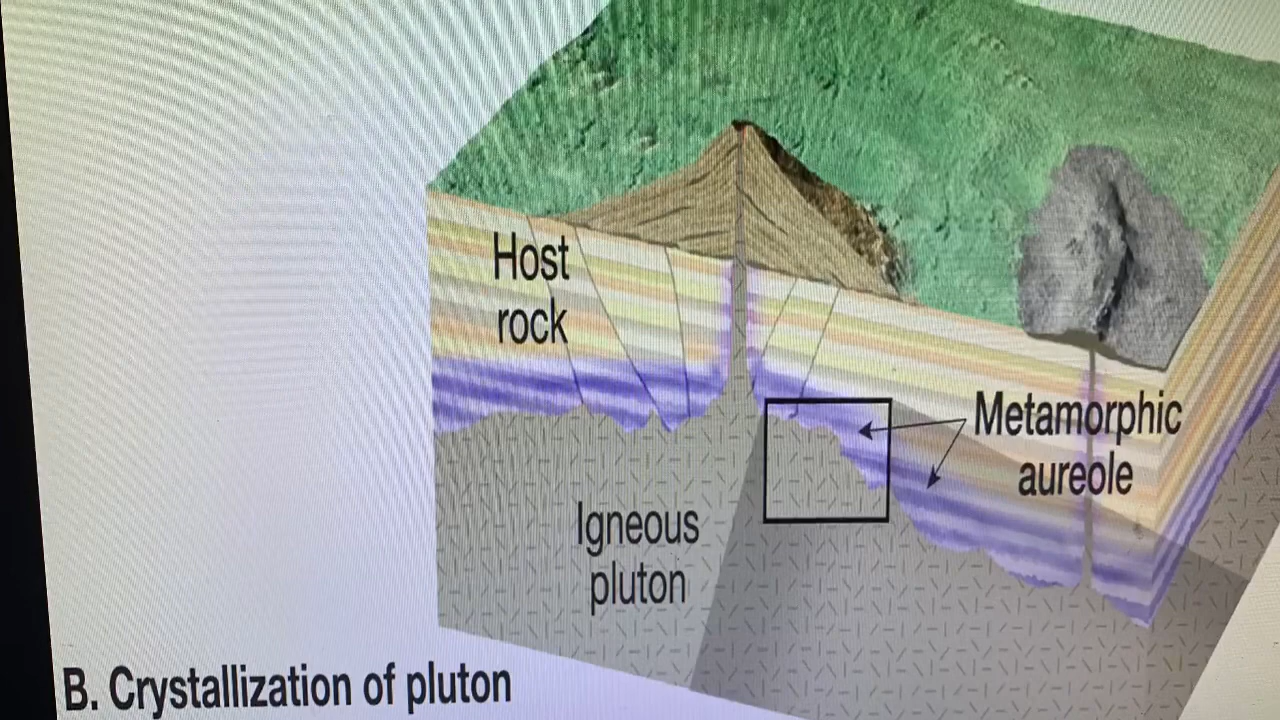 Host
rock
Metamorphic
aureole
Igneous
pluton
B. Crystallization of pluton